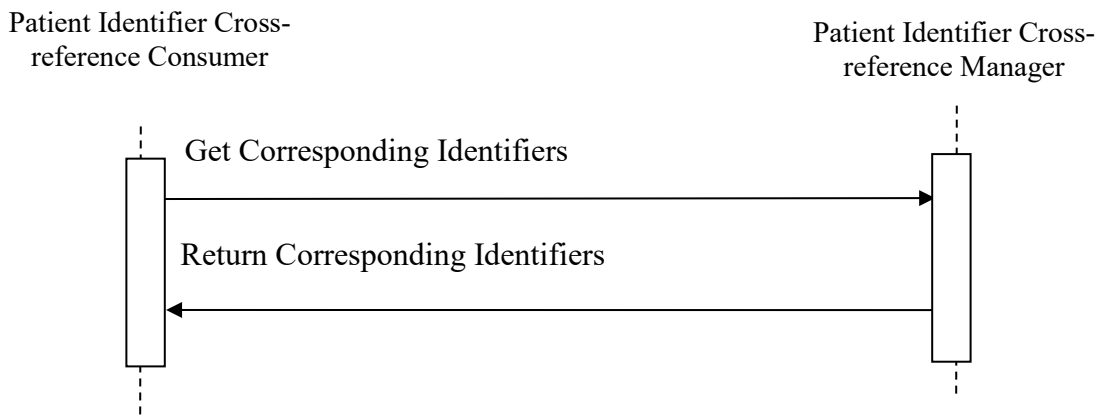 Patient Identifier Cross-
reference Consumer
Patient Identifier Cross-
reference Manager
Get Corresponding Identifiers
Return Corresponding Identifiers